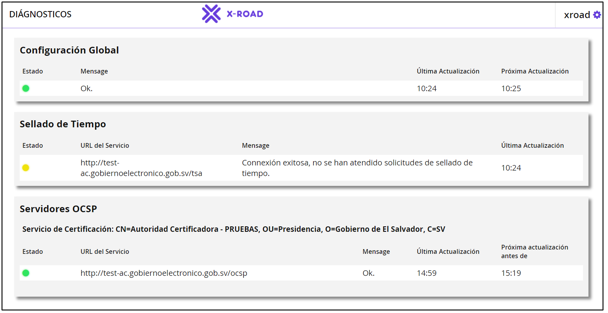 DIÁGNOSTICOS
X-ROAD
xroad
Configuración Global
Estado Mensage Última Actualización Próxima Actualización
Ok. 10:24 10:25
Sellado de Tiempo
Estado URL del Servicio Mensage Última Actualización
http://test-
ac.gobiernoelectronico.gob.sv/tsa
Connexión exitosa, no se han atendido solicitudes de sellado de
tiempo.
10:24
Servidores OCSP
Servicio de Certificación: CN=Autoridad Certificadora - PRUEBAS, OU=Presidencia, O=Gobierno de El Salvador, C=SV
Estado URL del Servicio Mensage Última Actualización
Próxima actualización
antes de
http://test-ac.gobiernoelectronico.gob.sv/ocsp Ok. 14:59 15:19